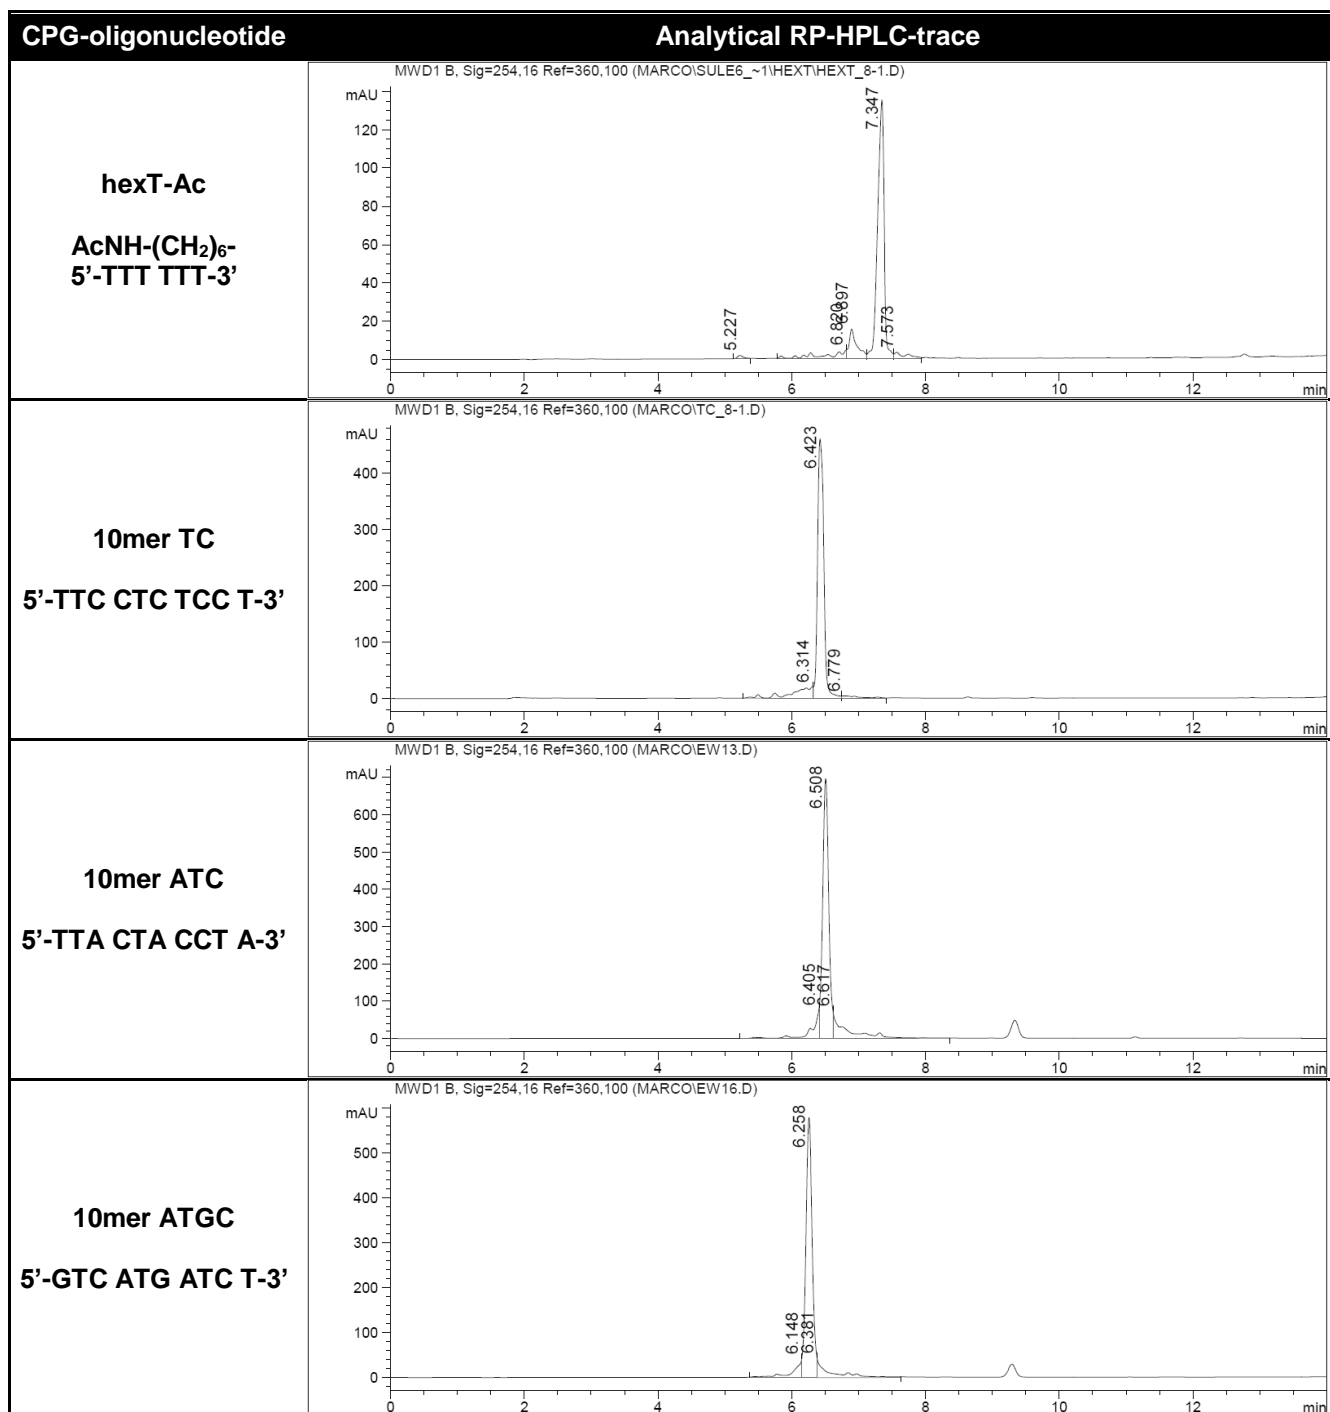 CPG-oligonucleotide Analytical RP-HPLC-trace
hexT-Ac
AcNH-(CH₂)₆-
5’-TTT TTT-3’
MWD1 B, Sig=254,16 Ref=360,100 (MARCO\SULE6_~1\HEXT\HEXT_8-1.D)
mAU
120
100
80
60
40
20
0
5.227
6.820
6.897
7.347
7.573
0 2 4 6 8 10 12 min
10mer TC
5’-TTC CTC TCC T-3’
MWD1 B, Sig=254,16 Ref=360,100 (MARCO\TC_8-1.D)
mAU
400
300
200
100
0
6.314
6.423
6.779
0 2 4 6 8 10 12 min
10mer ATC
5’-TTA CTA CCT A-3’
MWD1 B, Sig=254,16 Ref=360,100 (MARCO\EW13.D)
mAU
600
500
400
300
200
100
0
6.405
6.508
6.617
0 2 4 6 8 10 12 min
10mer ATGC
5’-GTC ATG ATC T-3’
MWD1 B, Sig=254,16 Ref=360,100 (MARCO\EW16.D)
mAU
500
400
300
200
100
0
6.148
6.258
6.381
0 2 4 6 8 10 12 min